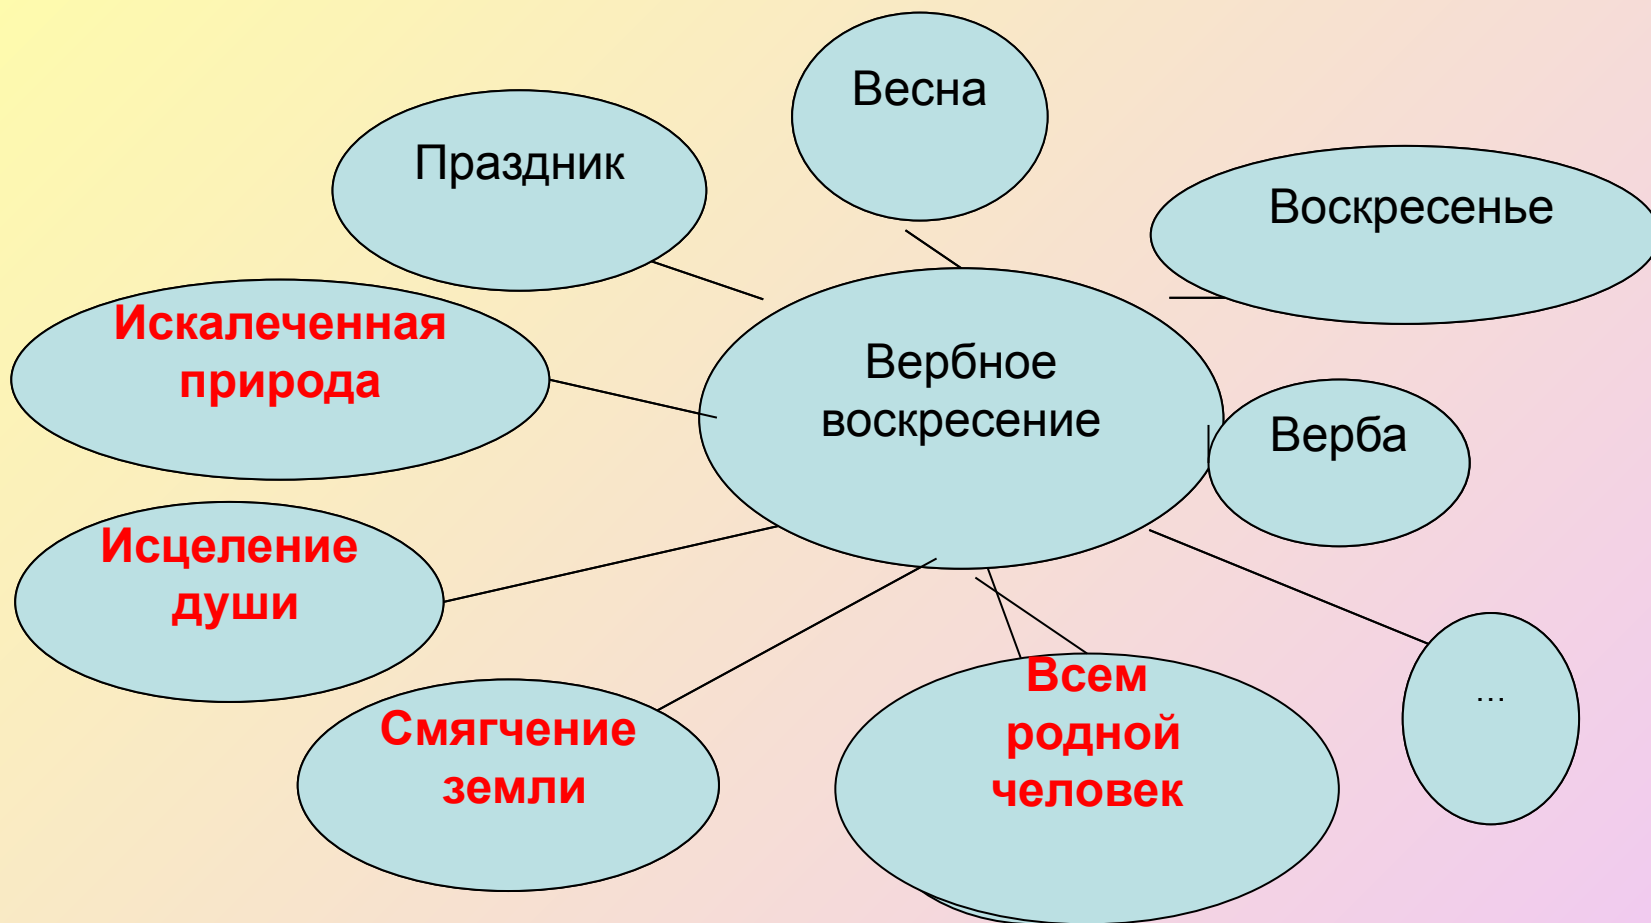 Весна
Праздник
Воскресенье
Искалеченная
природа
Вербное
воскресение
Верба
Исцеление
души
Смягчение
земли
Всем
родной
человек
...